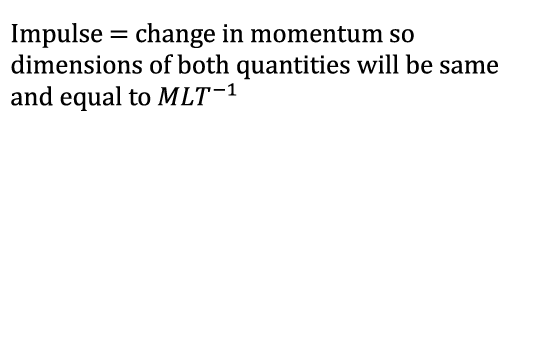 Impulse = change in momentum so
dimensions of both quantities will be same
and equal to MLT⁻¹